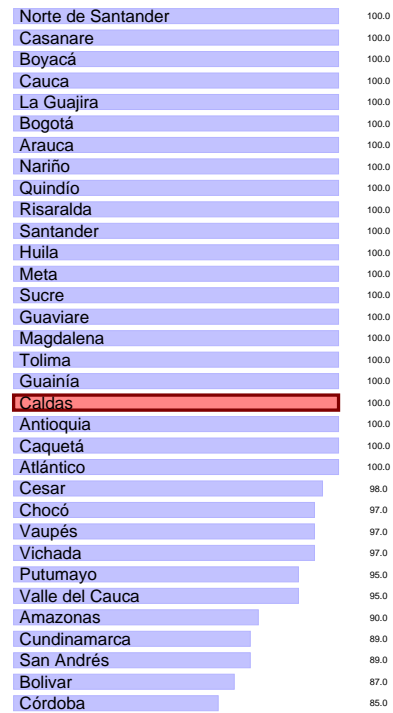 Norte de Santander 100.0
Casanare 100.0
Boyacá 100.0
Cauca 100.0
La Guajira 100.0
Bogotá 100.0
Arauca 100.0
Nariño 100.0
Quindío 100.0
Risaralda 100.0
Santander 100.0
Huila 100.0
Meta 100.0
Sucre 100.0
Guaviare 100.0
Magdalena 100.0
Tolima 100.0
Guainía 100.0
Caldas 100.0
Antioquia 100.0
Caquetá 100.0
Atlántico 100.0
Cesar 98.0
Chocó 97.0
Vaupés 97.0
Vichada 97.0
Putumayo 95.0
Valle del Cauca 95.0
Amazonas 90.0
Cundinamarca 89.0
San Andrés 89.0
Bolivar 87.0
Córdoba 85.0